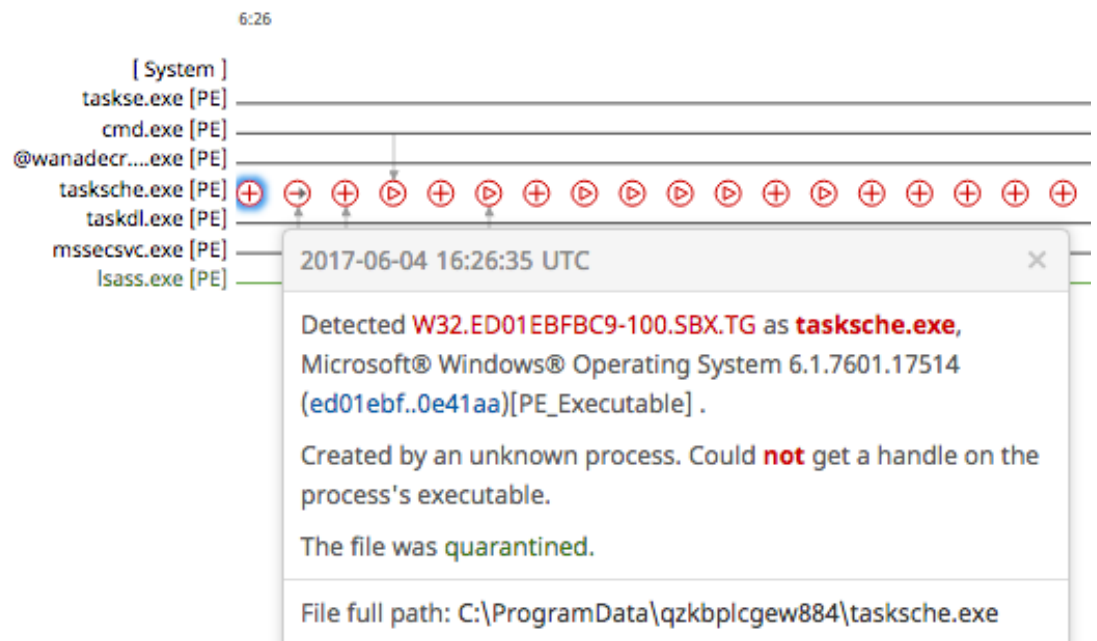 6:26
[ System ]
taskse.exe [PE]
cmd.exe [PE]
@wanadecr....exe [PE]
tasksche.exe [PE]
taskdl.exe [PE]
mssecsvc.exe [PE]
lsass.exe [PE]
2017-06-04 16:26:35 UTC
×
Detected W32.ED01EBFBC9-100.SBX.TG as tasksche.exe,
Microsoft® Windows® Operating System 6.1.7601.17514
(ed01ebf..0e41aa)[PE_Executable] .
Created by an unknown process. Could not get a handle on the
process's executable.
The file was quarantined.
File full path: C:\ProgramData\qzkbplcgew884\tasksche.exe